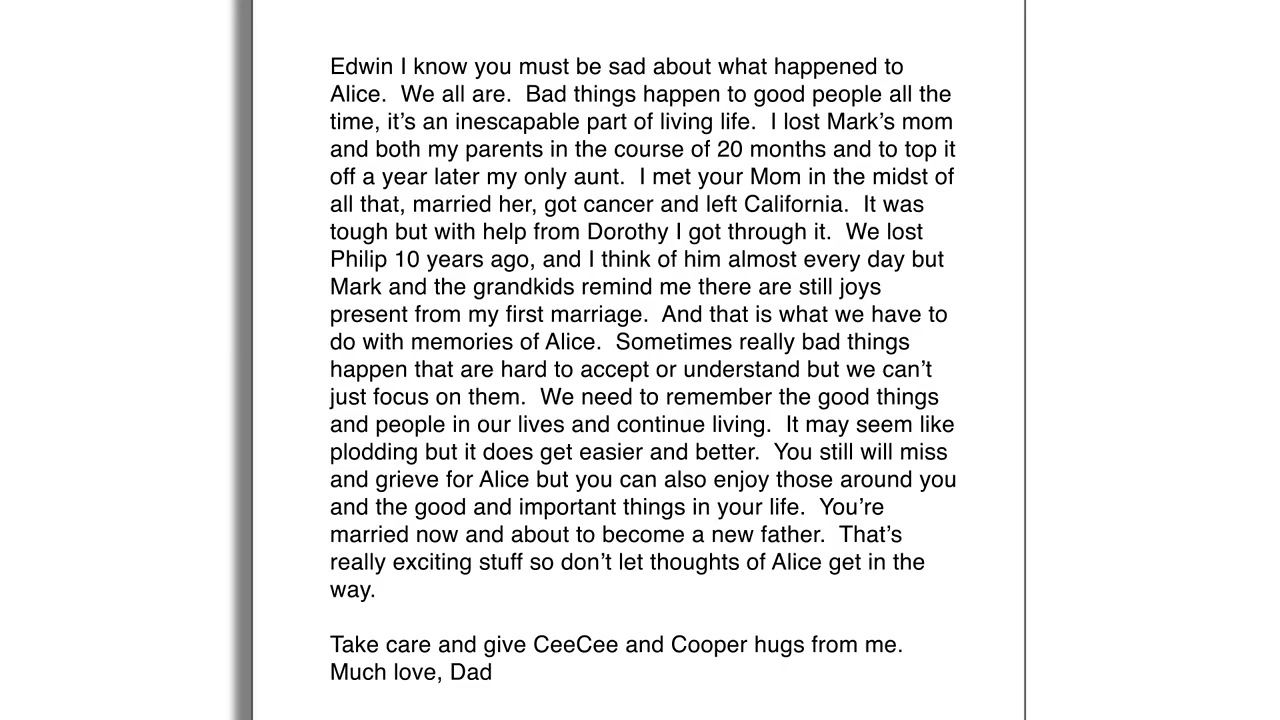 Edwin I know you must be sad about what happened to
Alice.  We all are.  Bad things happen to good people all the
time, it’s an inescapable part of living life.  I lost Mark’s mom
and both my parents in the course of 20 months and to top it
off a year later my only aunt.  I met your Mom in the midst of
all that, married her, got cancer and left California.  It was
tough but with help from Dorothy I got through it.  We lost
Philip 10 years ago, and I think of him almost every day but
Mark and the grandkids remind me there are still joys
present from my first marriage.  And that is what we have to
do with memories of Alice.  Sometimes really bad things
happen that are hard to accept or understand but we can’t
just focus on them.  We need to remember the good things
and people in our lives and continue living.  It may seem like
plodding but it does get easier and better.  You still will miss
and grieve for Alice but you can also enjoy those around you
and the good and important things in your life.  You’re
married now and about to become a new father.  That’s
really exciting stuff so don’t let thoughts of Alice get in the
way.

Take care and give CeeCee and Cooper hugs from me.
Much love, Dad